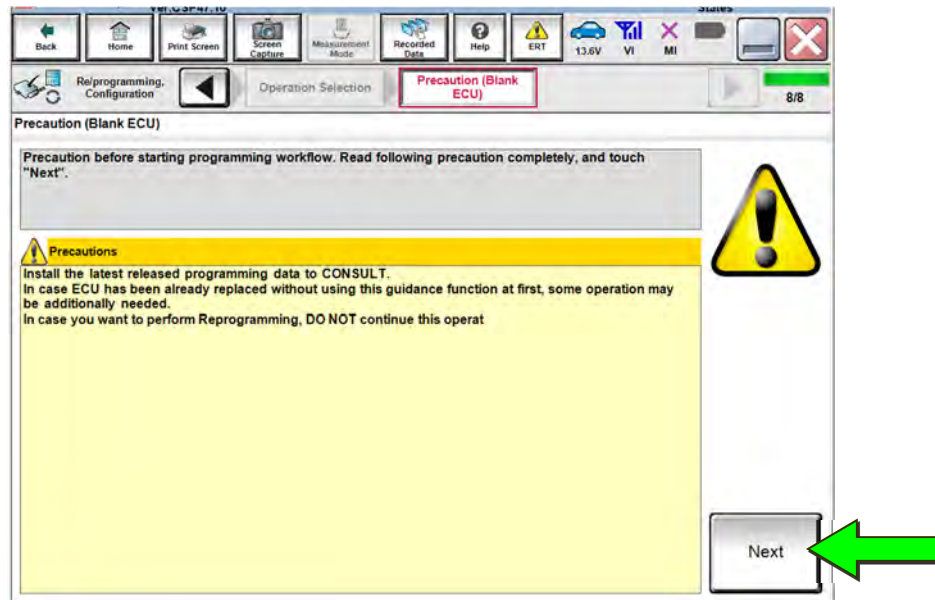 Ver.CSP47.10
States
Back
Home
Print Screen
Screen Capture
Measurement Mode
Recorded Data
Help
ERT
13.6V
VI
MI
Re/programming,
Configuration
Operation Selection
Precaution (Blank
ECU)
8/8
Precaution (Blank ECU)
Precaution before starting programming workflow. Read following precaution completely, and touch
"Next".
Precautions
Install the latest released programming data to CONSULT.
In case ECU has been already replaced without using this guidance function at first, some operation may
be additionally needed.
In case you want to perform Reprogramming, DO NOT continue this operat
Next